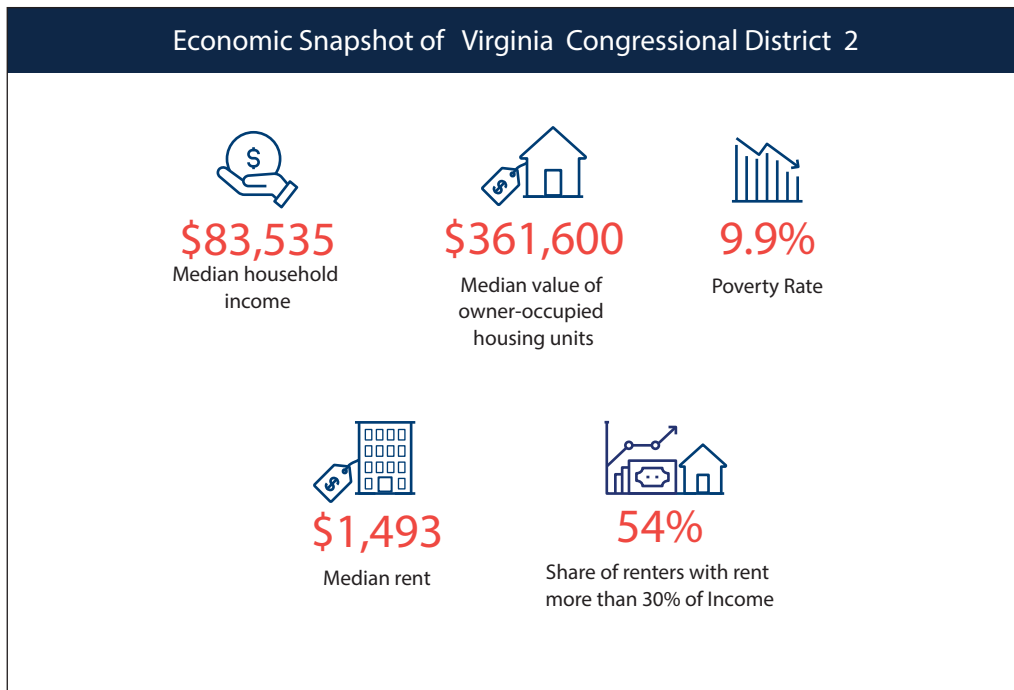 Economic Snapshot of Virginia Congressional District 2
$
$
$83,535
Median household
income
$361,600
Median value of
owner-occupied
housing units
9.9%
Poverty Rate
$
$1,493
Median rent
54%
Share of renters with rent
more than 30% of Income